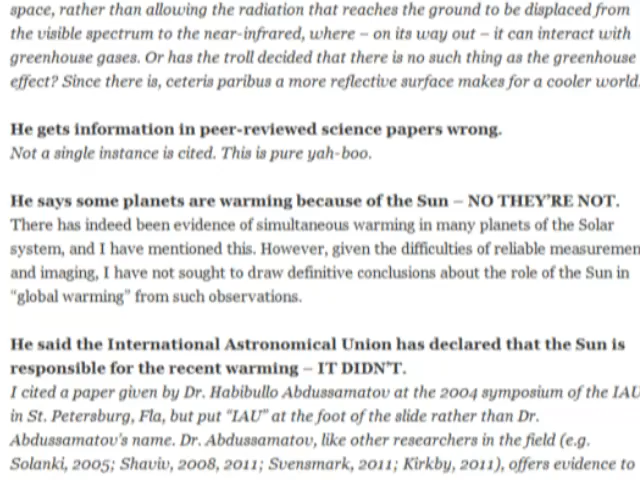 space, rather than allowing the radiation that reaches the ground to be displaced from
the visible spectrum to the near-infrared, where – on its way out – it can interact with
greenhouse gases. Or has the troll decided that there is no such thing as the greenhouse
effect? Since there is, ceteris paribus a more reflective surface makes for a cooler world.
He gets information in peer-reviewed science papers wrong.
Not a single instance is cited. This is pure yah-boo.
He says some planets are warming because of the Sun – NO THEY'RE NOT.
There has indeed been evidence of simultaneous warming in many planets of the Solar
system, and I have mentioned this. However, given the difficulties of reliable measuremen
and imaging, I have not sought to draw definitive conclusions about the role of the Sun in
"global warming" from such observations.
He said the International Astronomical Union has declared that the Sun is
responsible for the recent warming – IT DIDN'T.
I cited a paper given by Dr. Habibullo Abdussamatov at the 2004 symposium of the IAU
in St. Petersburg, Fla, but put "IAU" at the foot of the slide rather than Dr.
Abdussamatov's name. Dr. Abdussamatov, like other researchers in the field (e.g.
Solanki, 2005; Shaviv, 2008, 2011; Svensmark, 2011; Kirkby, 2011), offers evidence to